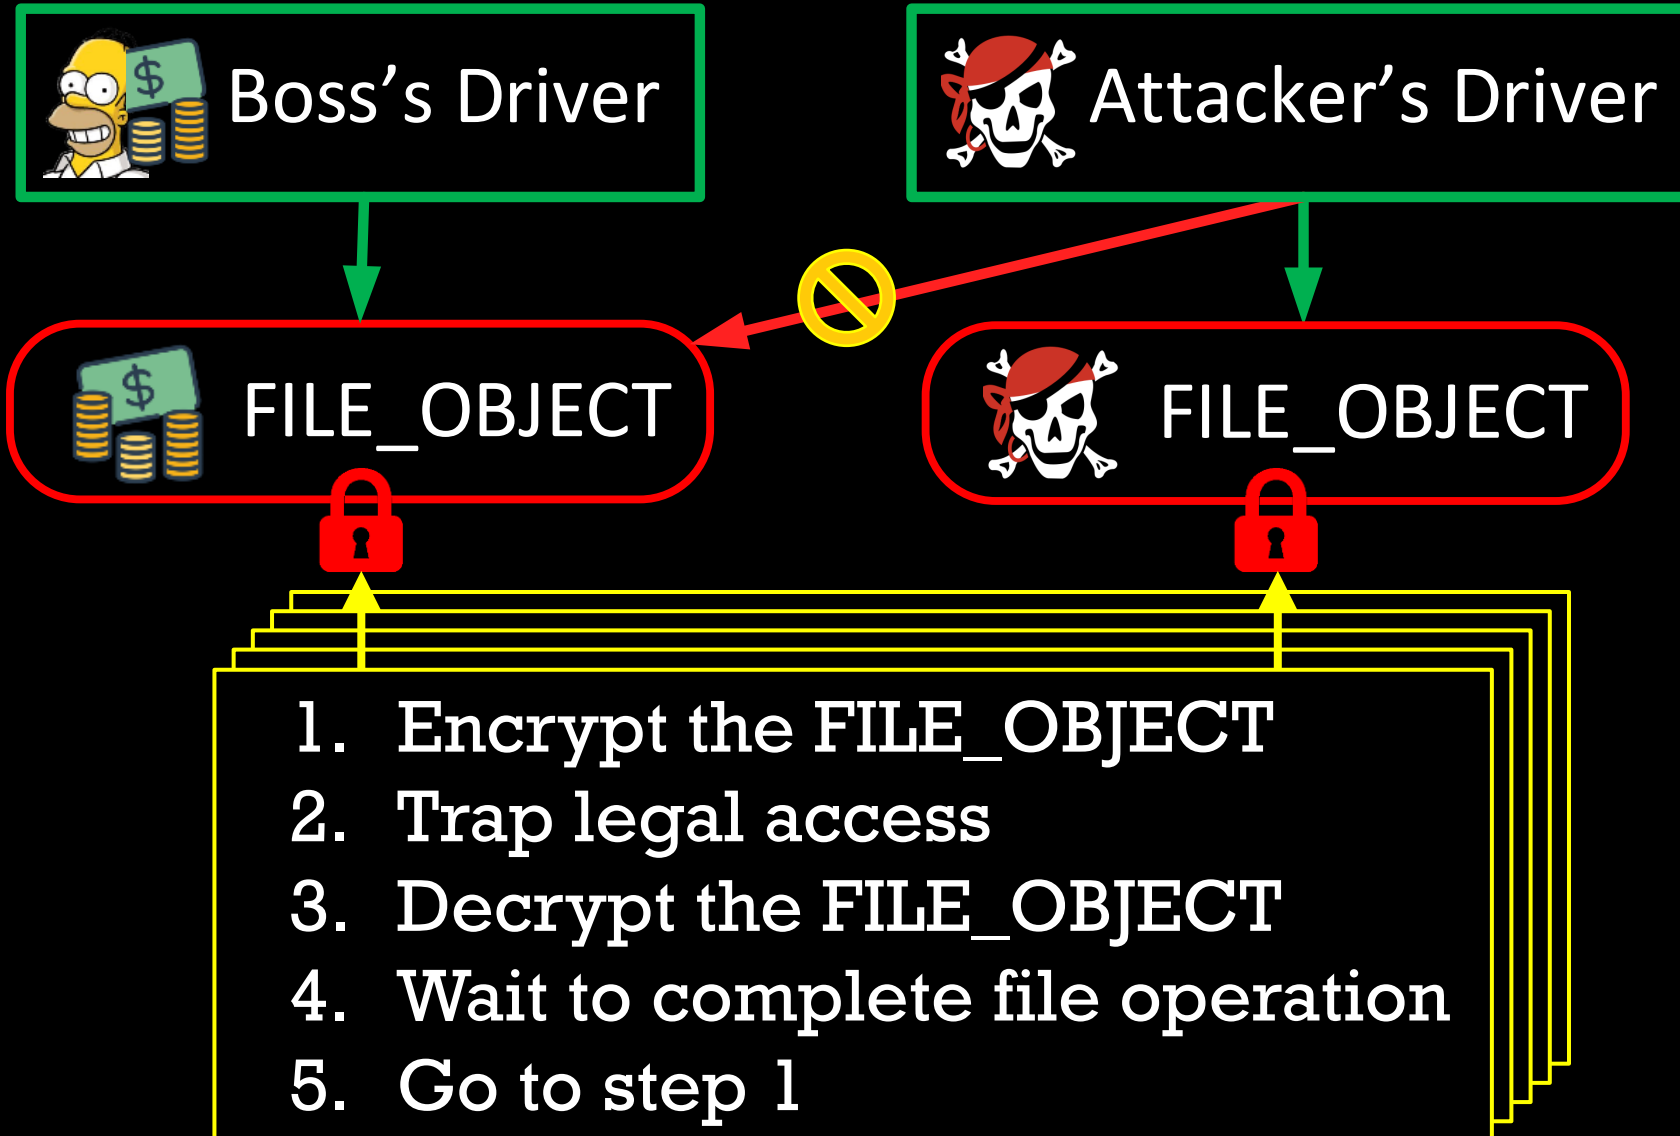 Boss’s Driver
Attacker’s Driver
$
$
FILE_OBJECT
FILE_OBJECT
1. Encrypt the FILE_OBJECT
2. Trap legal access
3. Decrypt the FILE_OBJECT
4. Wait to complete file operation
5. Go to step 1